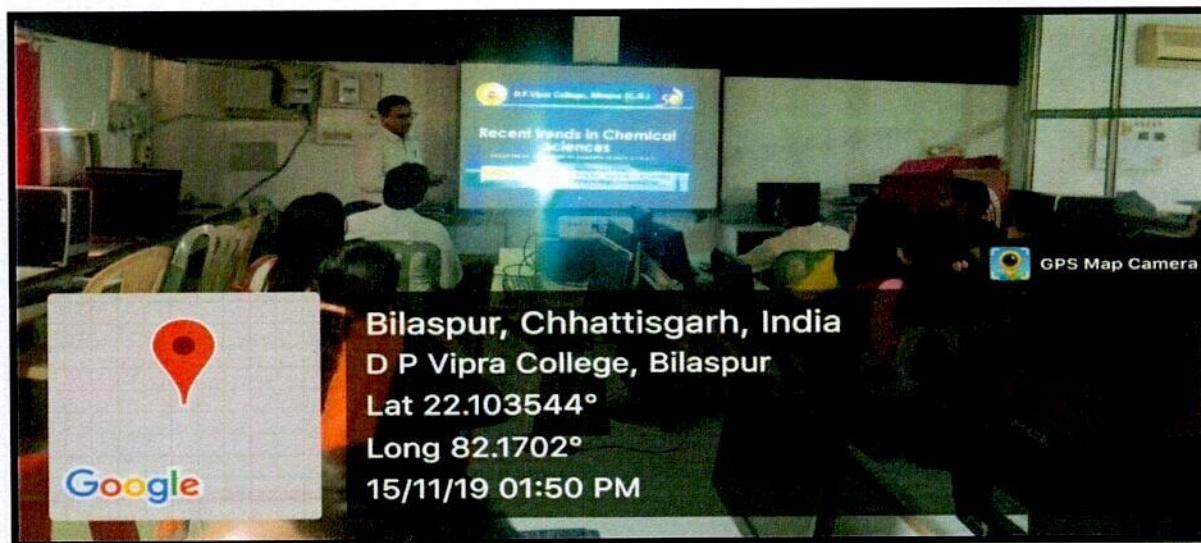 D.P. Vipra College, Bilaspur (C.G.)
Recent trends in Chemical
Sciences
GPS Map Camera
Bilaspur, Chhattisgarh, India
D P Vipra College, Bilaspur
Lat 22.103544°
Long 82.1702°
15/11/19 01:50 PM
Google